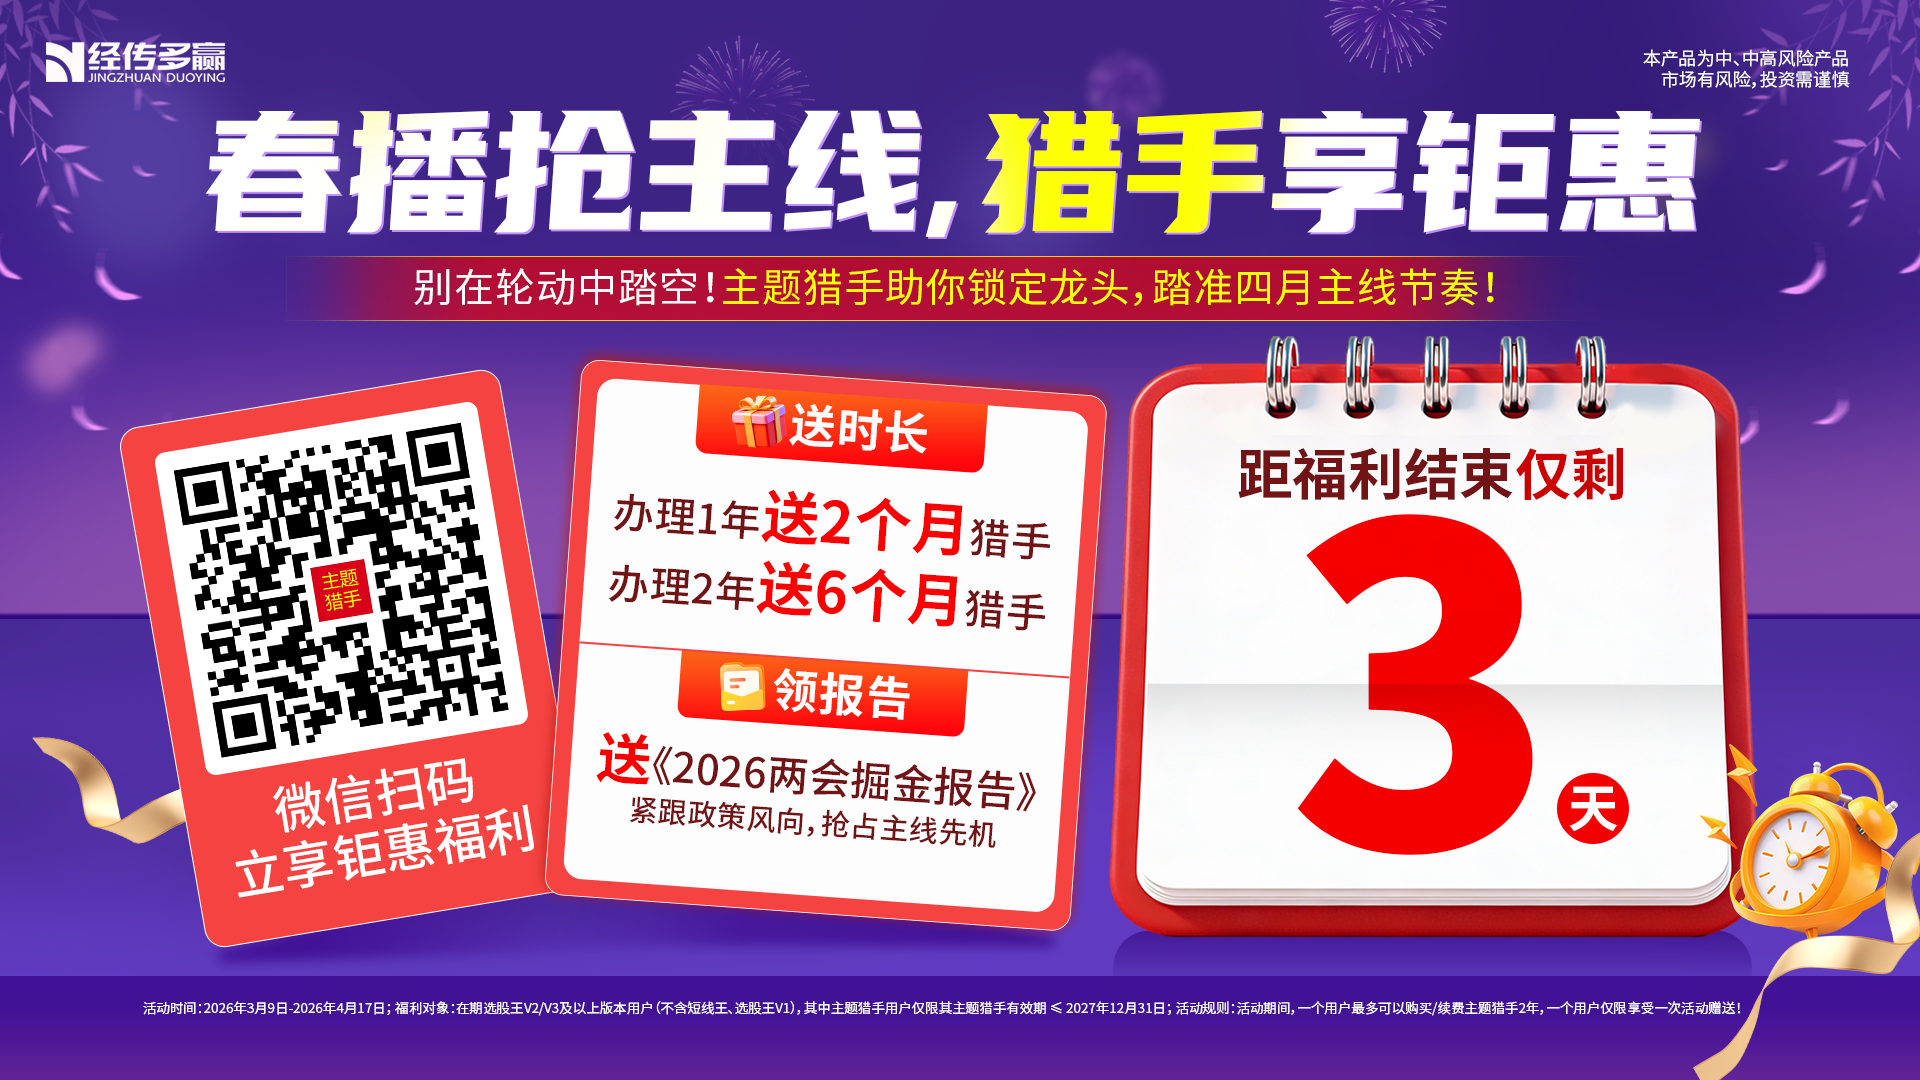 经传多赢
JINGZHUAN DUOYING
本产品为中、中高风险产品
市场有风险,投资需谨慎
春播抢主线,猎手享钜惠
别在轮动中踏空！主题猎手助你锁定龙头,踏准四月主线节奏！
主题
猎手
微信扫码
立享钜惠福利
送时长
办理1年送2个月猎手
办理2年送6个月猎手
领报告
送《2026两会掘金报告》
紧跟政策风向,抢占主线先机
距福利结束仅剩
3
天
活动时间：2026年3月9日-2026年4月17日；福利对象：在期选股王V2/V3及以上版本用户（不含短线王、选股王V1），其中主题猎手用户仅限其主题猎手有效期 ≤ 2027年12月31日；活动规则：活动期间，一个用户最多可以购买/续费主题猎手2年，一个用户仅限享受一次活动赠送！